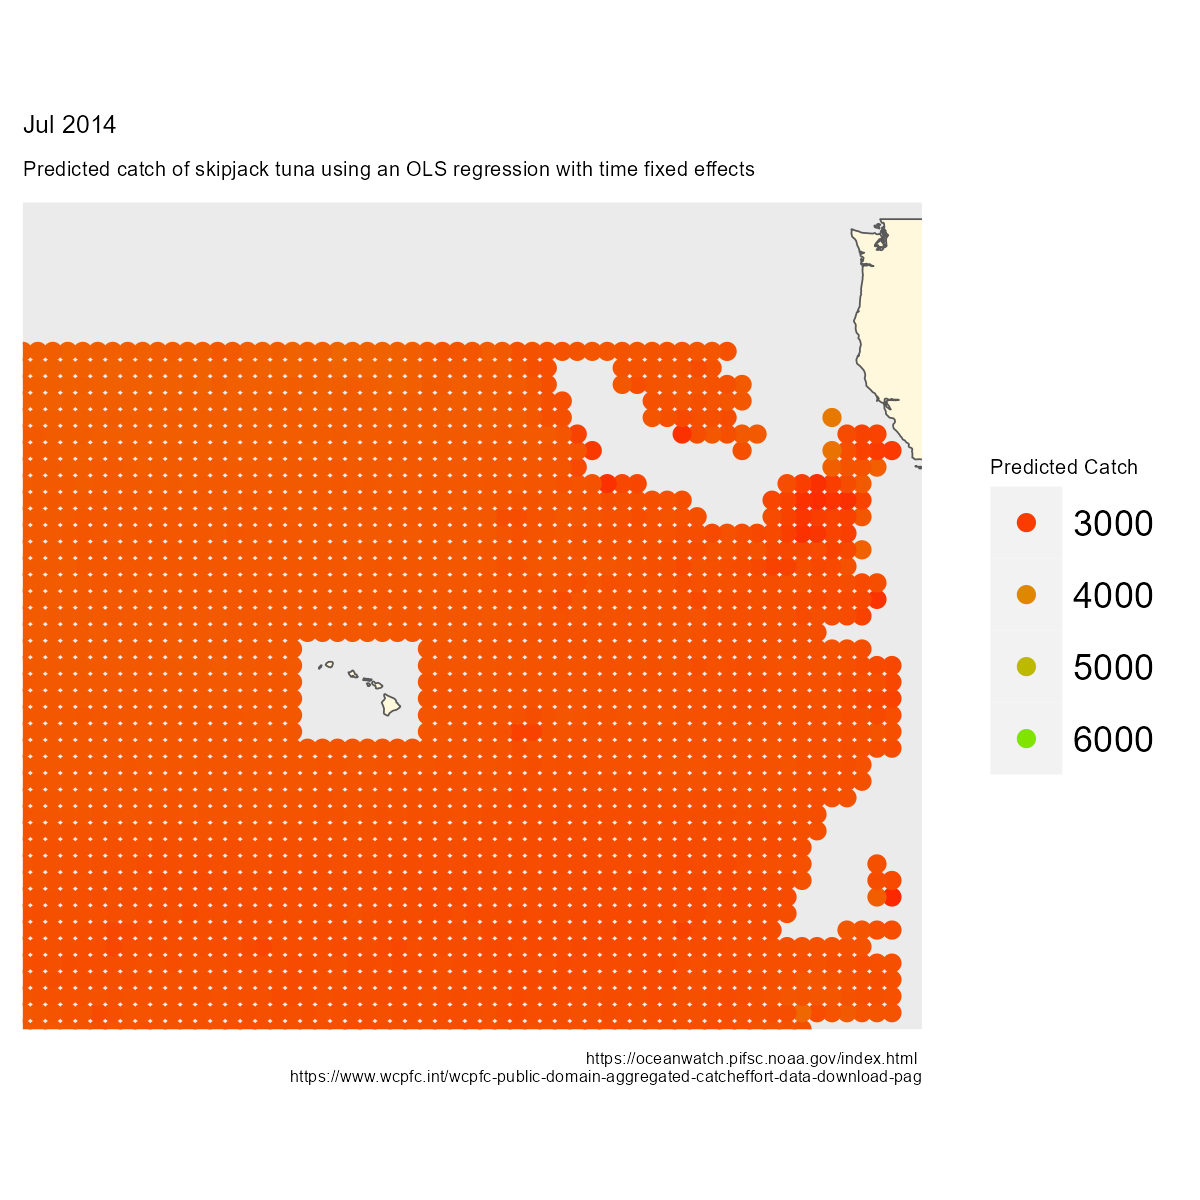 Jul 2014
Predicted catch of skipjack tuna using an OLS regression with time fixed effects
Predicted Catch
3000
4000
5000
6000
https://oceanwatch.pifsc.noaa.gov/index.html
https://www.wcpfc.int/wcpfc-public-domain-aggregated-catcheffort-data-download-pag